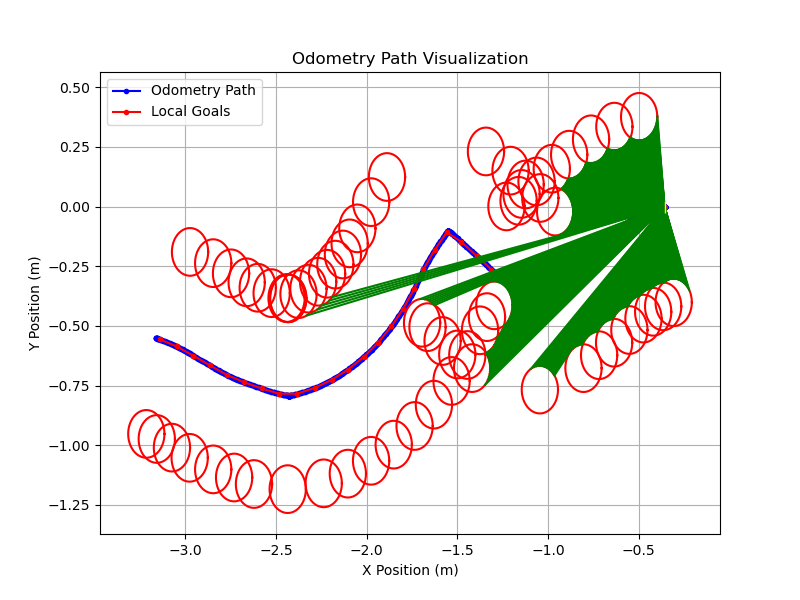 Odometry Path Visualization
Odometry Path
Local Goals
0.50
0.25
0.00
−0.25
−0.50
−0.75
−1.00
−1.25
Y Position (m)
−3.0 −2.5 −2.0 −1.5 −1.0 −0.5
X Position (m)